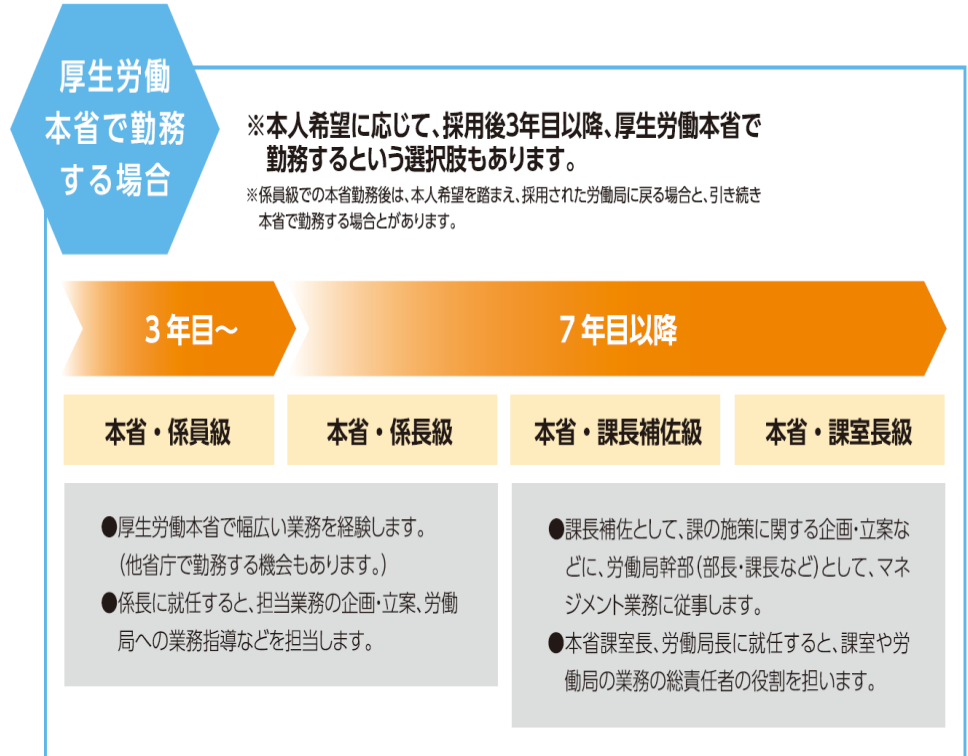 厚生労働
本省で勤務
する場合
※本人希望に応じて、採用後3年目以降、厚生労働本省で
勤務するという選択肢もあります。
※係員級での本省勤務後は、本人希望を踏まえ、採用された労働局に戻る場合と、引き続き
本省で勤務する場合とがあります。
3年目～
7年目以降
本省・係員級
本省・係長級
本省・課長補佐級
本省・課室長級
●厚生労働本省で幅広い業務を経験します。
(他省庁で勤務する機会もあります。)
●係長に就任すると、担当業務の企画・立案、労働
局への業務指導などを担当します。
●課長補佐として、課の施策に関する企画・立案な
どに、労働局幹部(部長・課長など)として、マネ
ジメント業務に従事します。
●本省課室長、労働局長に就任すると、課室や労
働局の業務の総責任者の役割を担います。